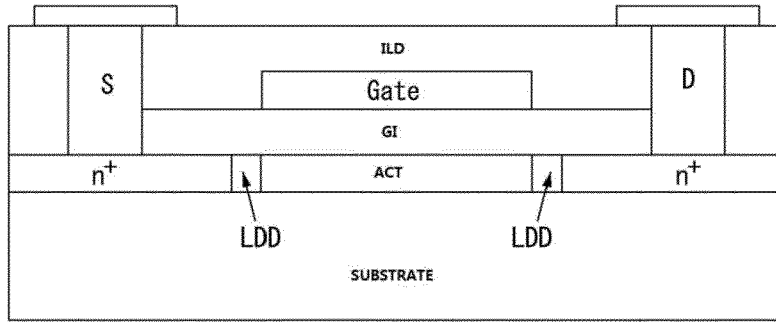 ILD
S
Gate
D
GI
n+
ACT
n+
LDD
LDD
SUBSTRATE